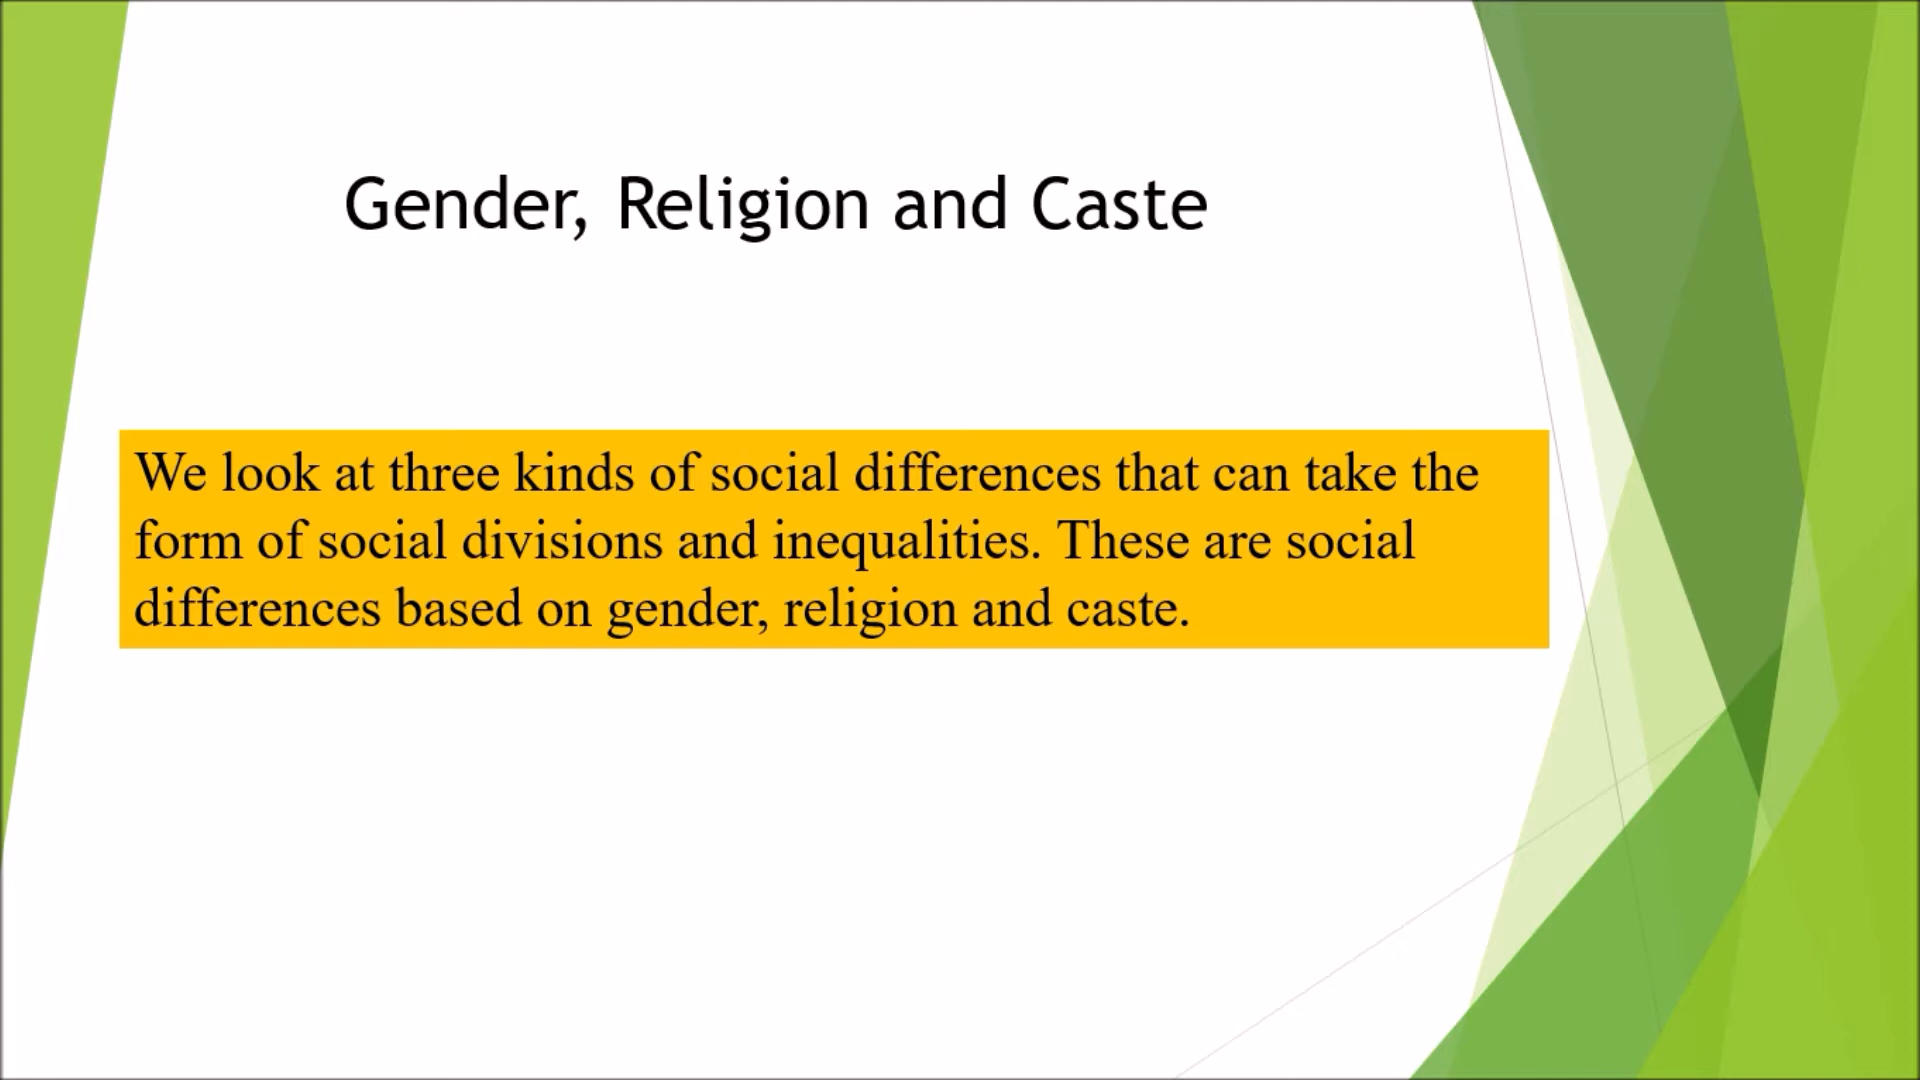 Gender, Religion and Caste
We look at three kinds of social differences that can take the
form of social divisions and inequalities. These are social
differences based on gender, religion and caste.